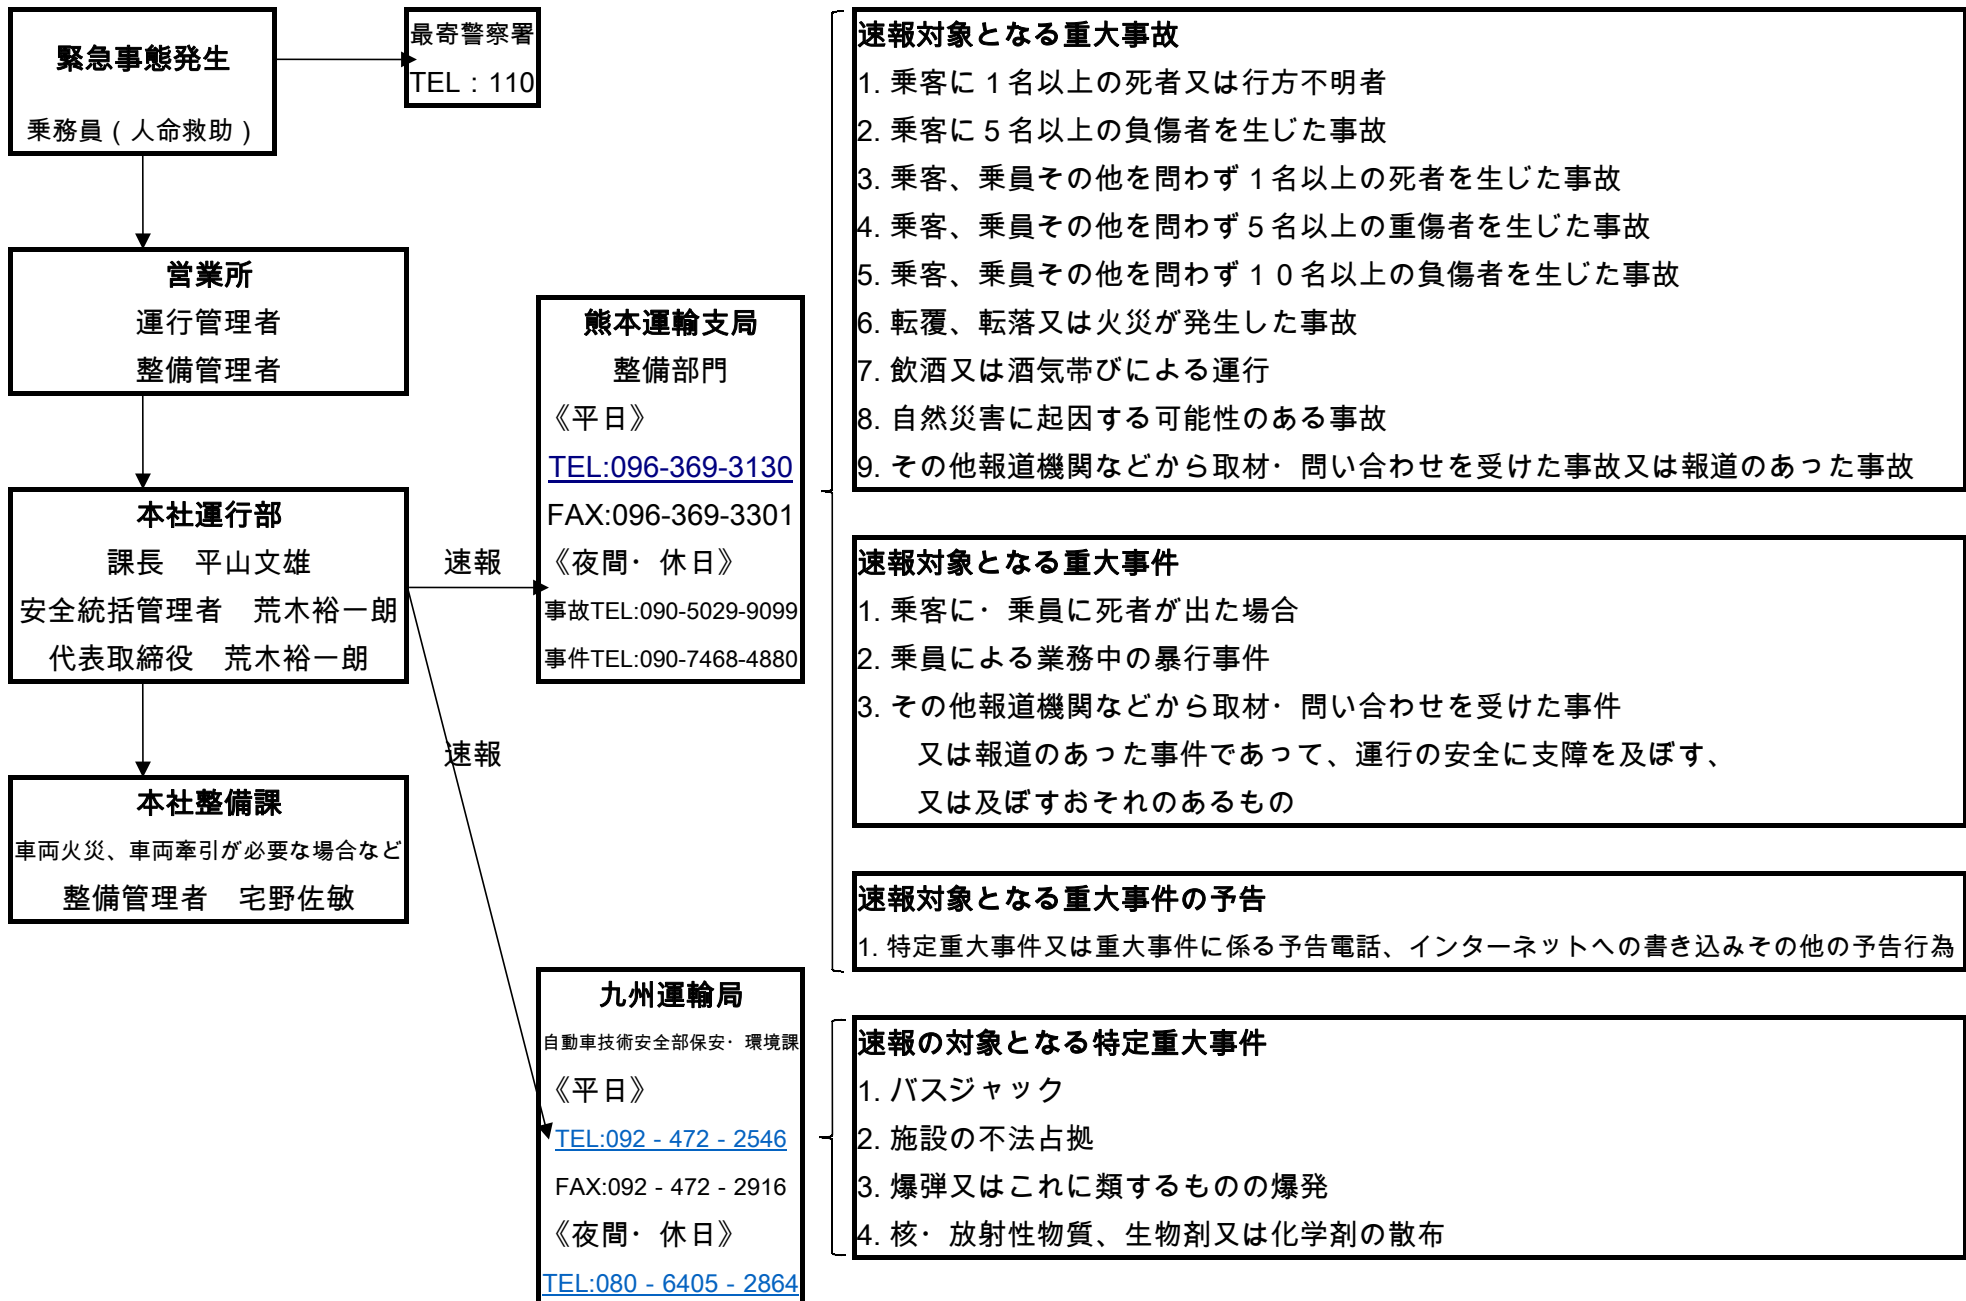 緊急事態発生
乗務員（人命救助）
最寄警察署
TEL：110
営業所
運行管理者
整備管理者
本社運行部
課長　平山文雄
安全統括管理者　荒木裕一朗
代表取締役　荒木裕一朗
本社整備課
車両火災、車両牽引が必要な場合など
整備管理者　宅野佐敏
速報
速報
熊本運輸支局
整備部門
《平日》
TEL:096-369-3130
FAX:096-369-3301
《夜間・休日》
事故TEL:090-5029-9099
事件TEL:090-7468-4880
九州運輸局
自動車技術安全部保安・環境課
《平日》
TEL:092－472－2546
FAX:092－472－2916
《夜間・休日》
TEL:080－6405－2864
速報対象となる重大事故
1. 乗客に１名以上の死者又は行方不明者
2. 乗客に５名以上の負傷者を生じた事故
3. 乗客、乗員その他を問わず１名以上の死者を生じた事故
4. 乗客、乗員その他を問わず５名以上の重傷者を生じた事故
5. 乗客、乗員その他を問わず１０名以上の負傷者を生じた事故
6. 転覆、転落又は火災が発生した事故
7. 飲酒又は酒気帯びによる運行
8. 自然災害に起因する可能性のある事故
9. その他報道機関などから取材・問い合わせを受けた事故又は報道のあった事故
速報対象となる重大事件
1. 乗客に・乗員に死者が出た場合
2. 乗員による業務中の暴行事件
3. その他報道機関などから取材・問い合わせを受けた事件
又は報道のあった事件であって、運行の安全に支障を及ぼす、
又は及ぼすおそれのあるもの
速報対象となる重大事件の予告
1. 特定重大事件又は重大事件に係る予告電話、インターネットへの書き込みその他の予告行為
速報の対象となる特定重大事件
1. バスジャック
2. 施設の不法占拠
3. 爆弾又はこれに類するものの爆発
4. 核・放射性物質、生物剤又は化学剤の散布